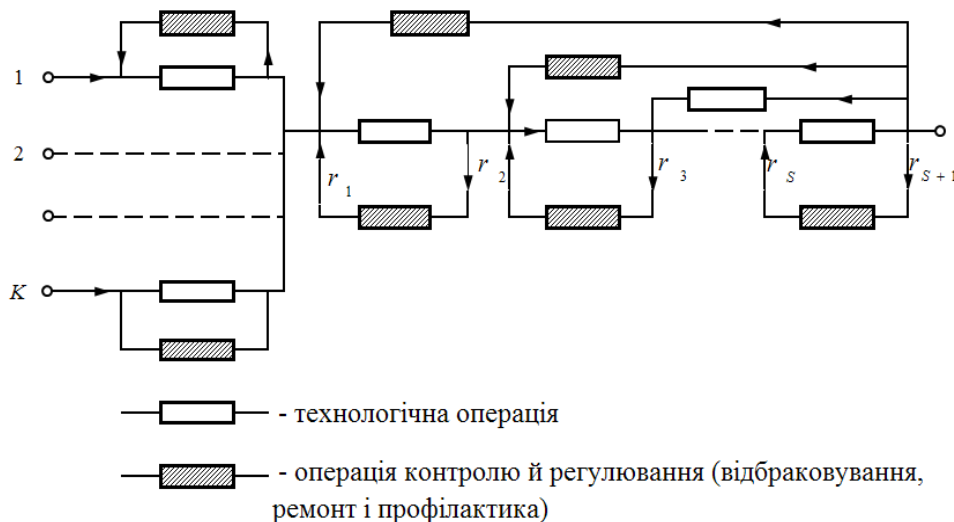 1
2
K
r 1
r 2
r 3
r S
r S + 1
- технологічна операція
- операція контролю й регулювання (відбраковування,
ремонт і профілактика)